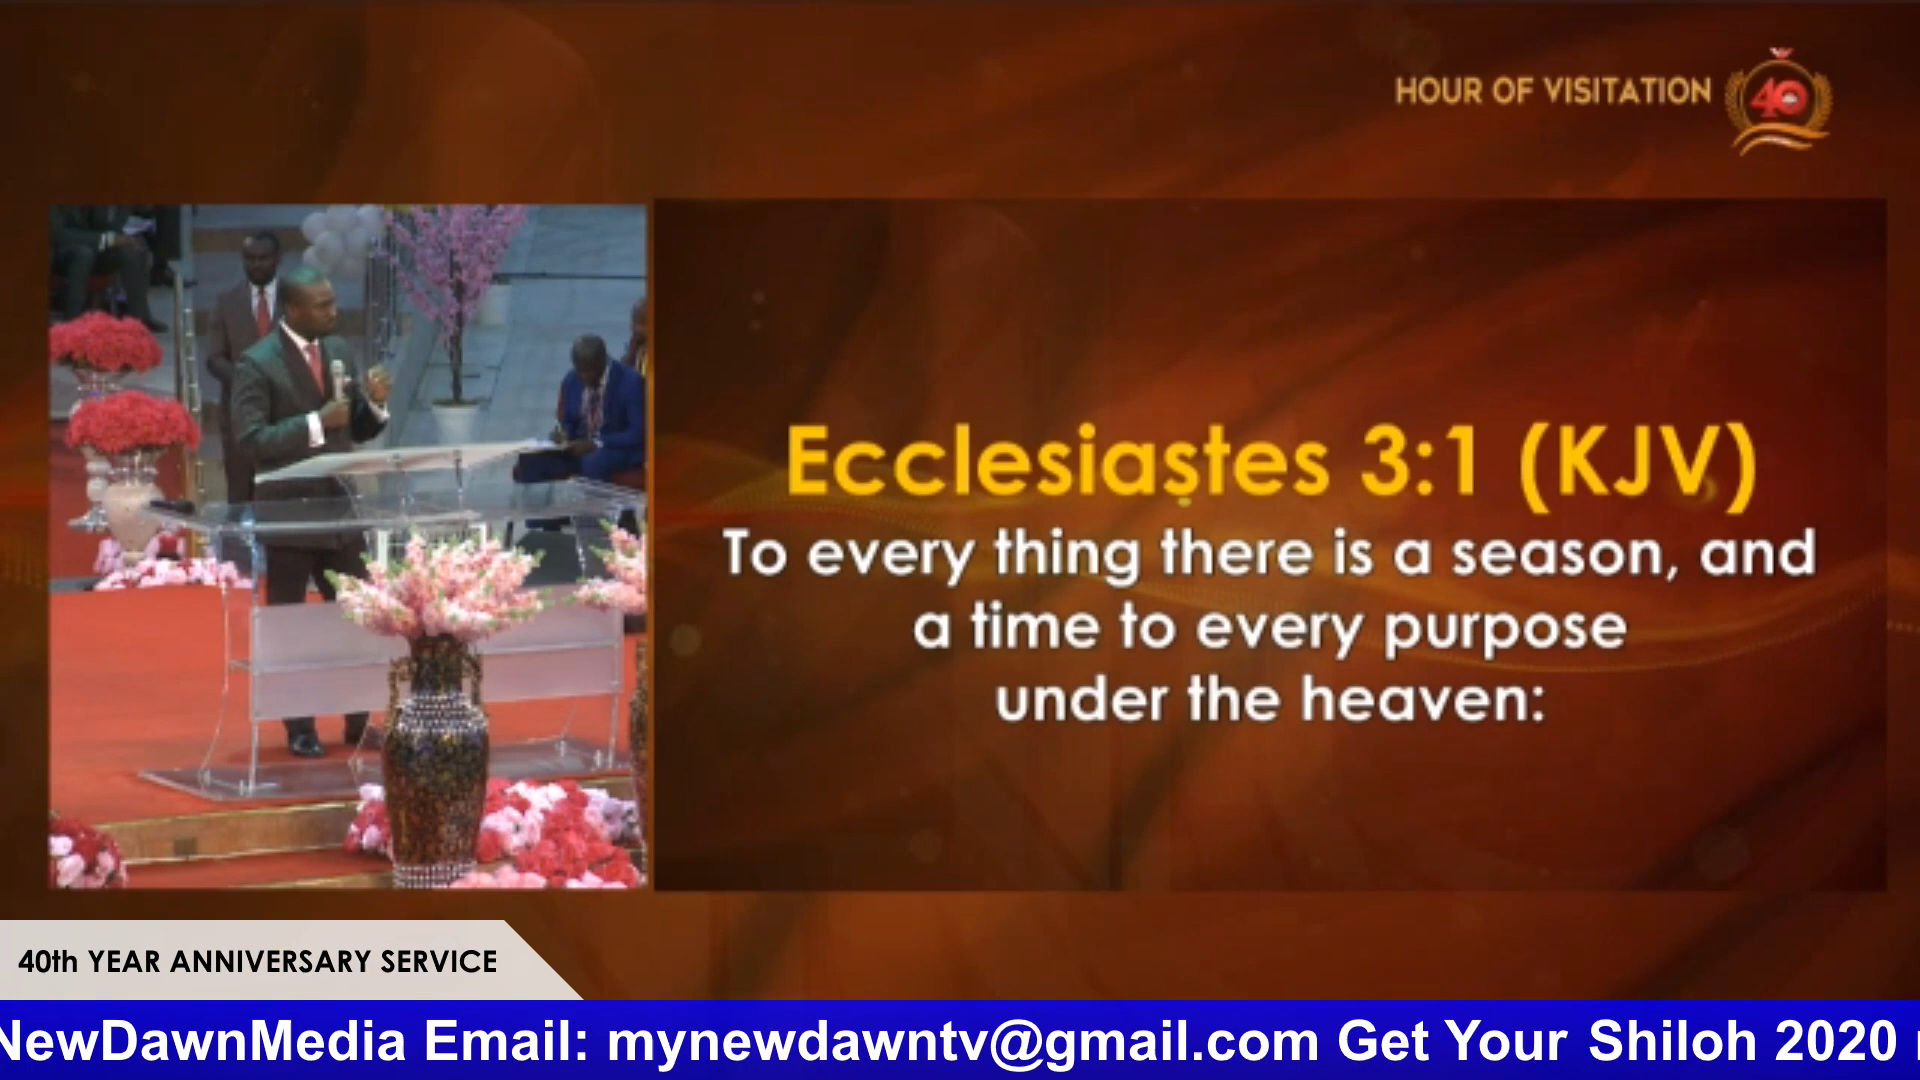 HOUR OF VISITATION
40
Ecclesiastes 3:1 (KJV)
To every thing there is a season, and
a time to every purpose
under the heaven:
40th YEAR ANNIVERSARY SERVICE
NewDawnMedia Email: mynewdawntv@gmail.com Get Your Shiloh 2020